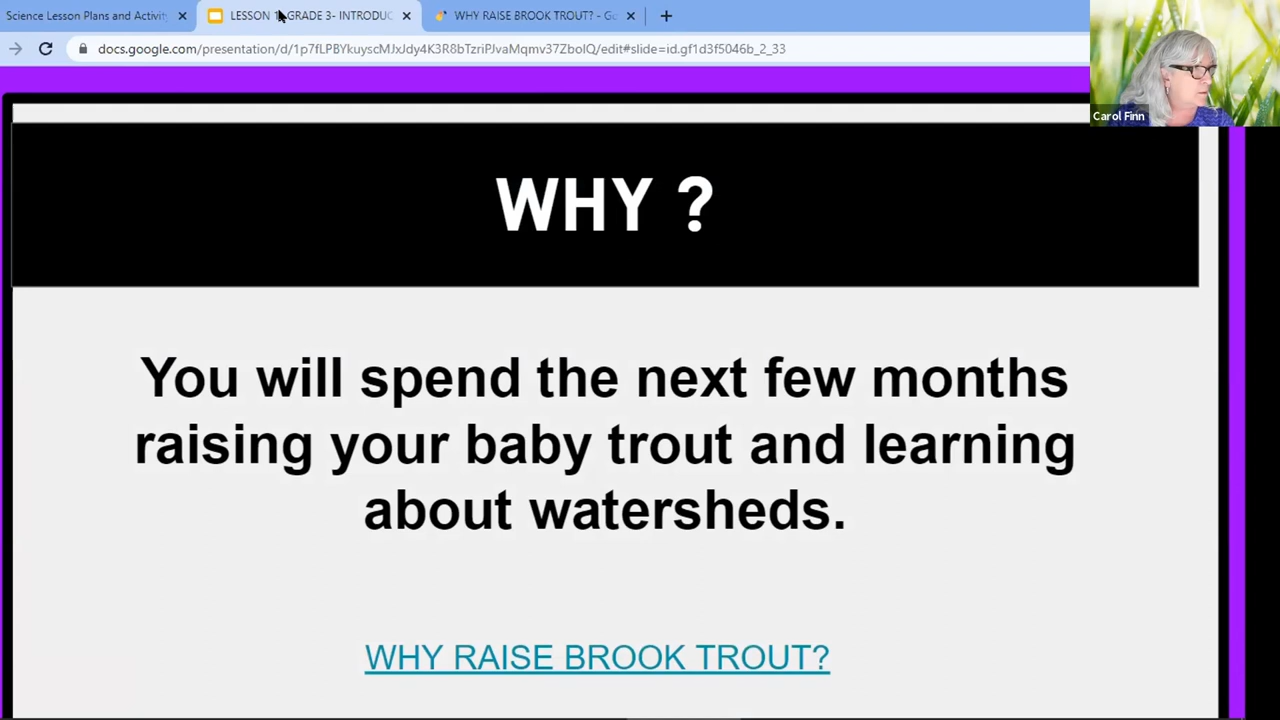 Science Lesson Plans and Activit
LESSON 1 GRADE 3- INTRODUC
WHY RAISE BROOK TROUT? - Go
docs.google.com/presentation/d/1p7fLPBYkuyscMJxJdy4K3R8bTzriPJvaMqmv37ZbolQ/edit#slide=id.gf1d3f5046b_2_33
Carol Finn
WHY ?
You will spend the next few months
raising your baby trout and learning
about watersheds.
WHY RAISE BROOK TROUT?